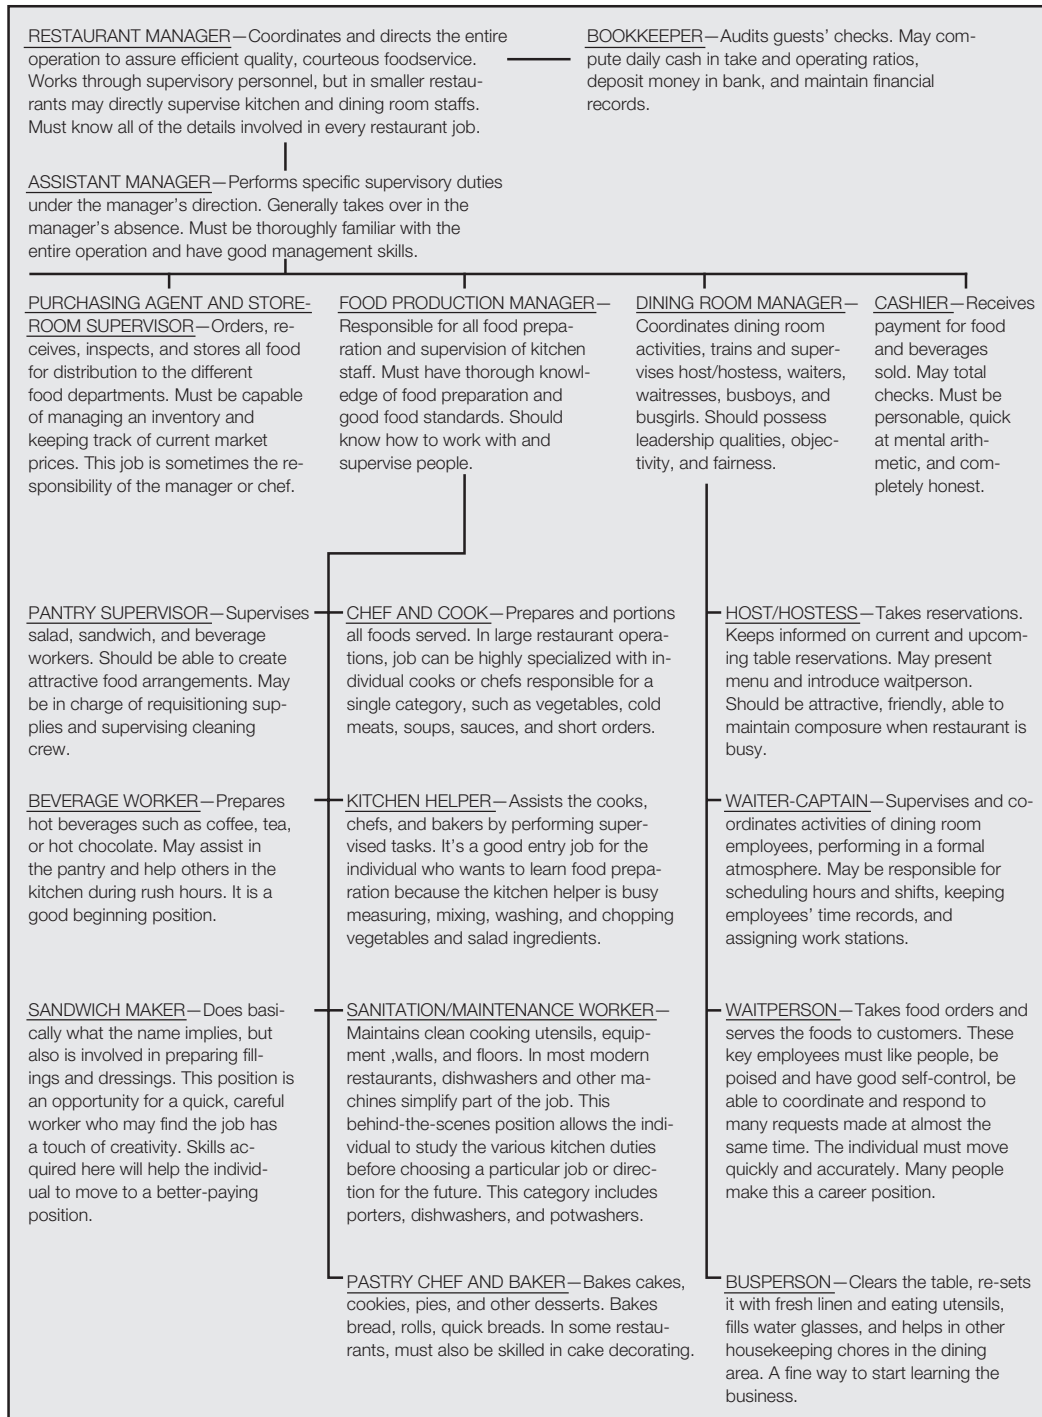 RESTAURANT MANAGER—Coordinates and directs the entire
operation to assure efficient quality, courteous foodservice.
Works through supervisory personnel, but in smaller restau-
rants may directly supervise kitchen and dining room staffs.
Must know all of the details involved in every restaurant job.
BOOKKEEPER—Audits guests' checks. May com-
pute daily cash in take and operating ratios,
deposit money in bank, and maintain financial
records.
ASSISTANT MANAGER—Performs specific supervisory duties
under the manager's direction. Generally takes over in the
manager's absence. Must be thoroughly familiar with the
entire operation and have good management skills.
PURCHASING AGENT AND STORE-
ROOM SUPERVISOR—Orders, re-
ceives, inspects, and stores all food
for distribution to the different
food departments. Must be capable
of managing an inventory and
keeping track of current market
prices. This job is sometimes the re-
sponsibility of the manager or chef.
FOOD PRODUCTION MANAGER—
Responsible for all food prepa-
ration and supervision of kitchen
staff. Must have thorough knowl-
edge of food preparation and
good food standards. Should
know how to work with and
supervise people.
DINING ROOM MANAGER—
Coordinates dining room
activities, trains and super-
vises host/hostess, waiters,
waitresses, busboys, and
busgirls. Should possess
leadership qualities, objec-
tivity, and fairness.
CASHIER—Receives
payment for food
and beverages
sold. May total
checks. Must be
personable, quick
at mental arith-
metic, and com-
pletely honest.
PANTRY SUPERVISOR—Supervises
salad, sandwich, and beverage
workers. Should be able to create
attractive food arrangements. May
be in charge of requisitioning sup-
plies and supervising cleaning
crew.
CHEF AND COOK—Prepares and portions
all foods served. In large restaurant opera-
tions, job can be highly specialized with in-
dividual cooks or chefs responsible for a
single category, such as vegetables, cold
meats, soups, sauces, and short orders.
HOST/HOSTESS—Takes reservations.
Keeps informed on current and upcom-
ing table reservations. May present
menu and introduce waitperson.
Should be attractive, friendly, able to
maintain composure when restaurant is
busy.
BEVERAGE WORKER—Prepares
hot beverages such as coffee, tea,
or hot chocolate. May assist in
the pantry and help others in the
kitchen during rush hours. It is a
good beginning position.
KITCHEN HELPER—Assists the cooks,
chefs, and bakers by performing super-
vised tasks. It's a good entry job for the
individual who wants to learn food prepa-
ration because the kitchen helper is busy
measuring, mixing, washing, and chopping
vegetables and salad ingredients.
WAITER-CAPTAIN—Supervises and co-
ordinates activities of dining room
employees, performing in a formal
atmosphere. May be responsible for
scheduling hours and shifts, keeping
employees' time records, and
assigning work stations.
SANDWICH MAKER—Does basi-
cally what the name implies, but
also is involved in preparing fill-
ings and dressings. This position is
an opportunity for a quick, careful
worker who may find the job has
a touch of creativity. Skills ac-
quired here will help the individ-
ual to move to a better-paying
position.
SANITATION/MAINTENANCE WORKER—
Maintains clean cooking utensils, equip-
ment ,walls, and floors. In most modern
restaurants, dishwashers and other ma-
chines simplify part of the job. This
behind-the-scenes position allows the indi-
vidual to study the various kitchen duties
before choosing a particular job or direc-
tion for the future. This category includes
porters, dishwashers, and potwashers.
WAITPERSON—Takes food orders and
serves the foods to customers. These
key employees must like people, be
poised and have good self-control, be
able to coordinate and respond to
many requests made at almost the
same time. The individual must move
quickly and accurately. Many people
make this a career position.
PASTRY CHEF AND BAKER—Bakes cakes,
cookies, pies, and other desserts. Bakes
bread, rolls, quick breads. In some restau-
rants, must also be skilled in cake decorating.
BUSPERSON—Clears the table, re-sets
it with fresh linen and eating utensils,
fills water glasses, and helps in other
housekeeping chores in the dining
area. A fine way to start learning the
business.